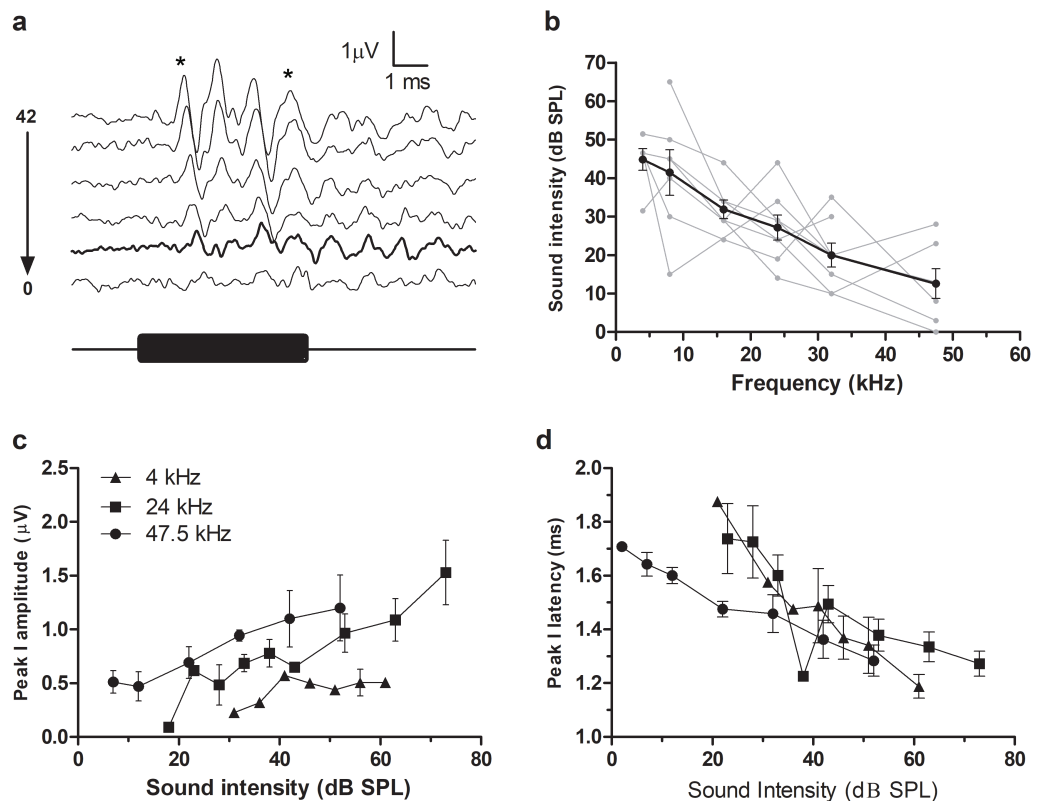 a
1μV
1 ms
*
*
42
0
b
Sound intensity (dB SPL)
70
60
50
40
30
20
10
0
0 10 20 30 40 50 60
Frequency (kHz)
c
Peak I amplitude (μV)
2.5
2.0
1.5
1.0
0.5
0.0
4 kHz
24 kHz
47.5 kHz
0 20 40 60 80
Sound intensity (dB SPL)
d
Peak I latency (ms)
2.0
1.8
1.6
1.4
1.2
1.0
0 20 40 60 80
Sound Intensity (dB SPL)